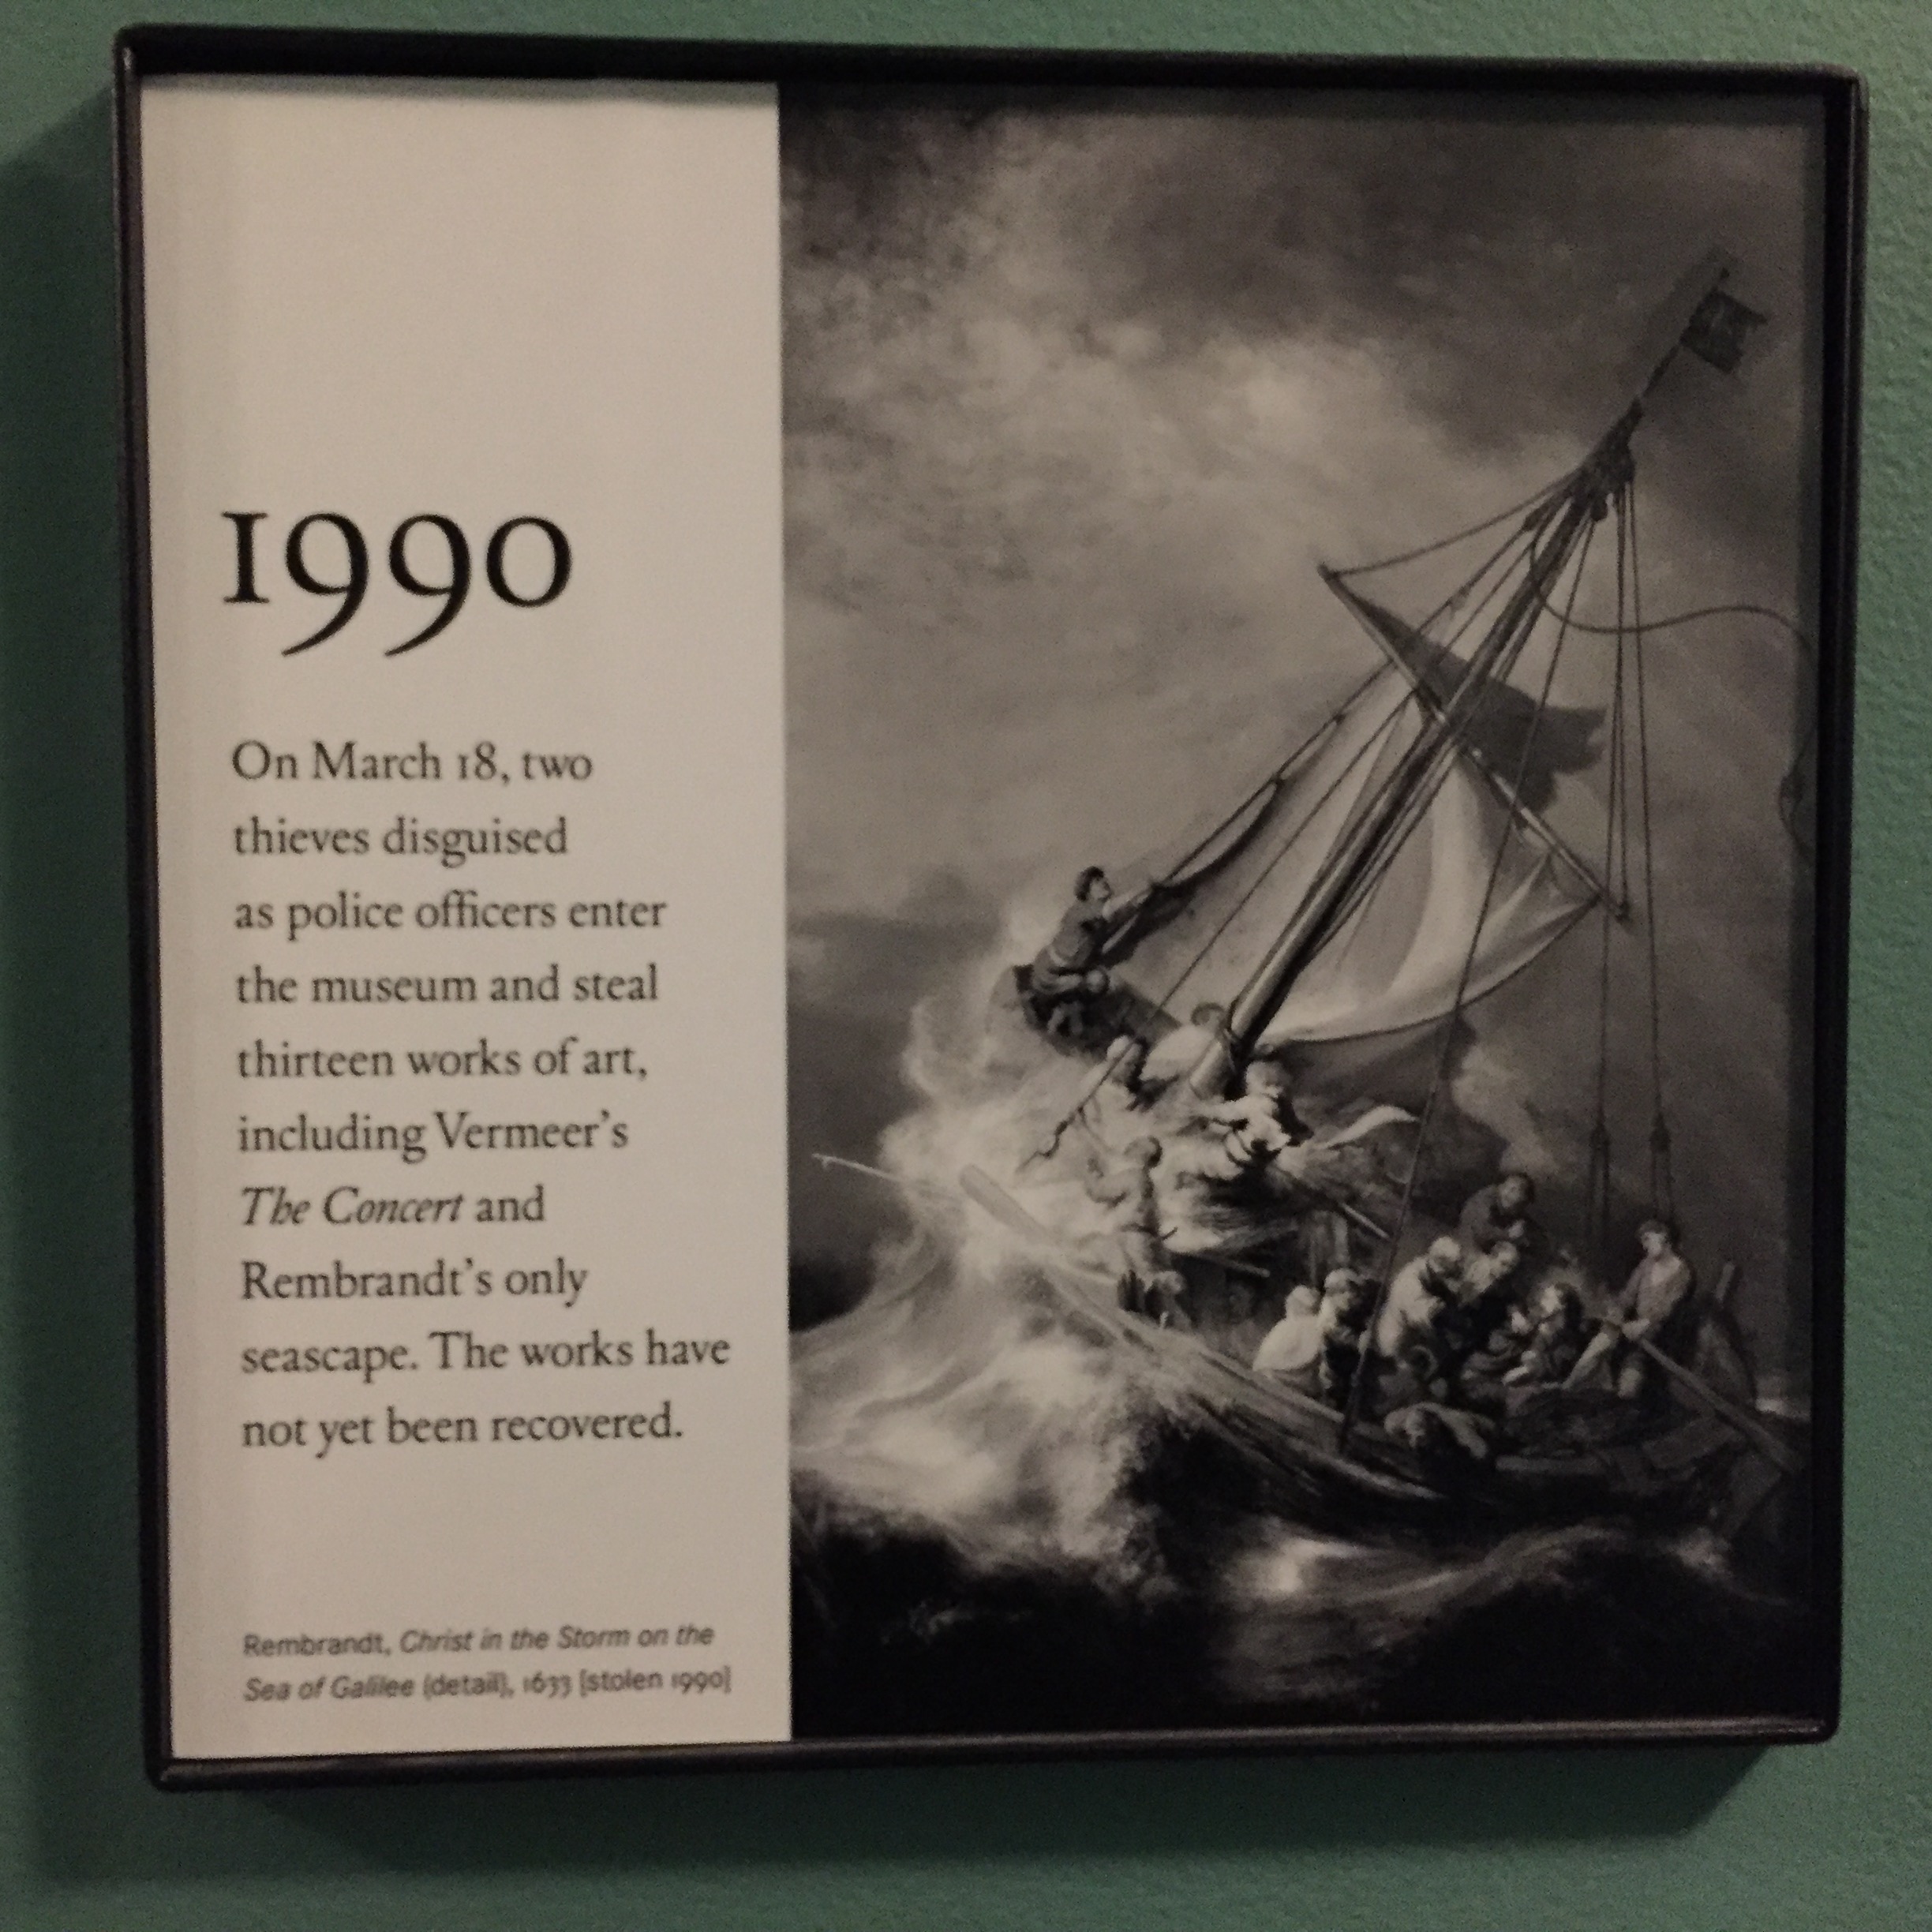 1990
On March 18, two
thieves disguised
as police officers enter
the museum and steal
thirteen works of art,
including Vermeer’s
The Concert and
Rembrandt’s only
seascape. The works have
not yet been recovered.
Rembrandt, Christ in the Storm on the
Sea of Galilee (detail), 1633 [stolen 1990]